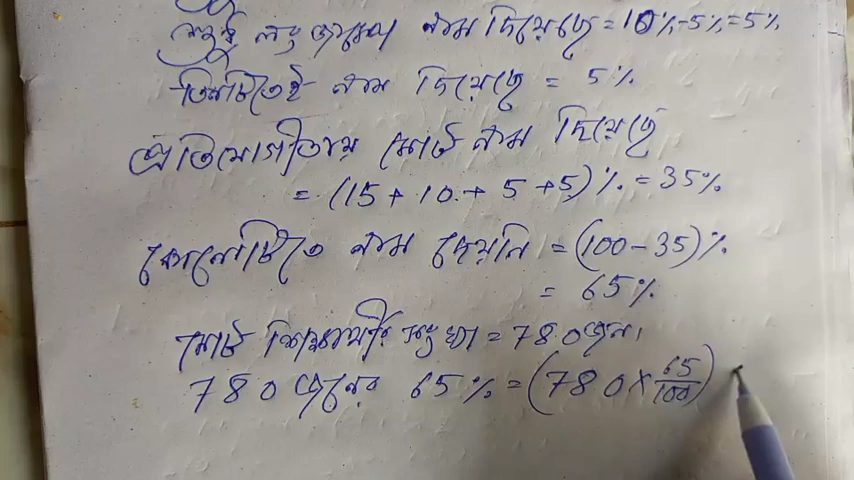 শুধু লং জাম্পে নাম দিয়েছে = 10%-5%=5%
তিনটিতেই নাম দিয়েছে = 5%
প্রতিযোগিতায় মোট নাম দিয়েছে
= (15 + 10 + 5 + 5) % = 35%
কোনোটিতে নাম দেয়নি = (100 - 35) %
= 65%
মোট শিক্ষার্থীর সংখ্যা = 780 জন।
780 জনের 65% = (780 × 65/100)